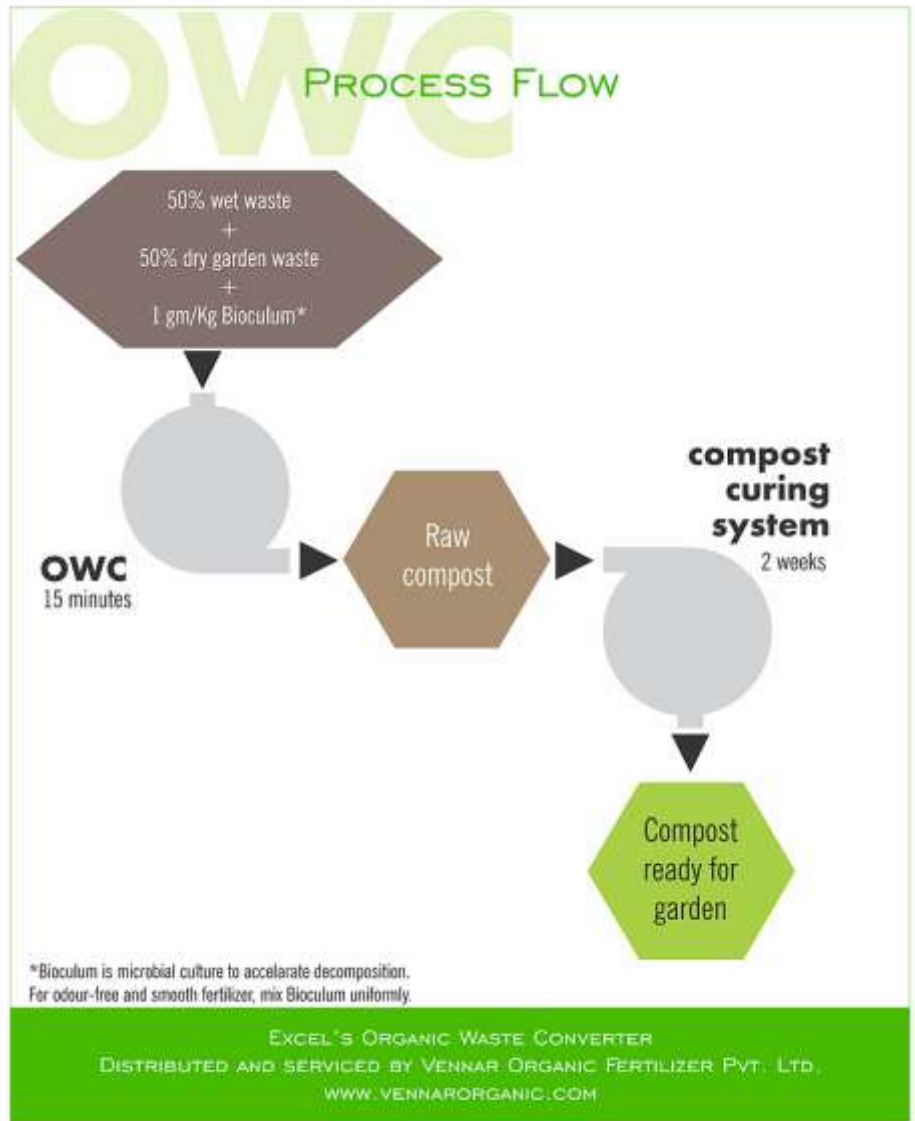 OWC
PROCESS FLOW
50% wet waste
+
50% dry garden waste
+
1 gm/Kg Bioculum*
OWC
15 minutes
Raw
compost
compost
curing
system
2 weeks
Compost
ready for
garden
*Bioculum is microbial culture to accelarate decomposition.
For odour-free and smooth fertilizer, mix Bioculum uniformly.
EXCEL'S ORGANIC WASTE CONVERTER
DISTRIBUTED AND SERVICED BY VENNAR ORGANIC FERTILIZER PVT. LTD.
WWW.VENNARORGANIC.COM